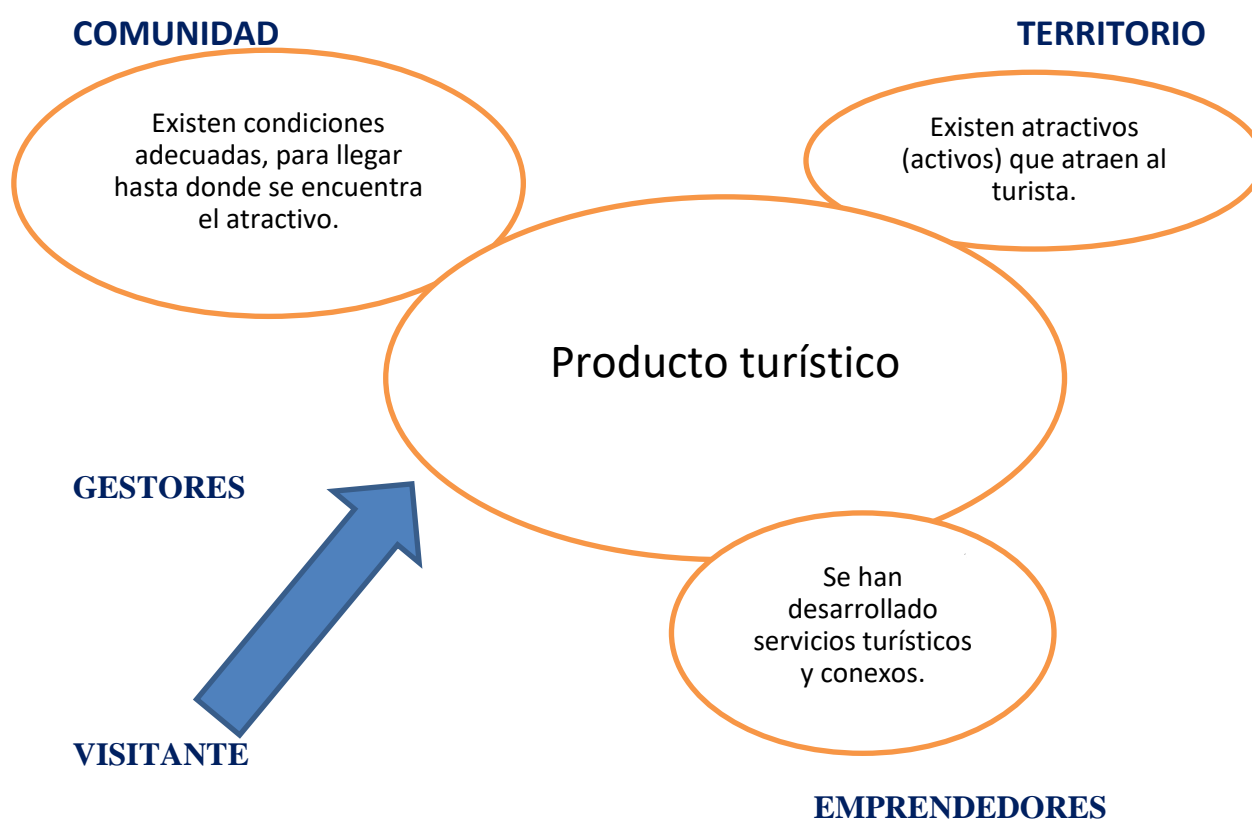 COMUNIDAD
TERRITORIO
Existen condiciones
adecuadas, para llegar
hasta donde se encuentra
el atractivo.
Existen atractivos
(activos) que atraen al
turista.
Producto turístico
GESTORES
Se han
desarrollado
servicios turísticos
y conexos.
VISITANTE
EMPRENDEDORES